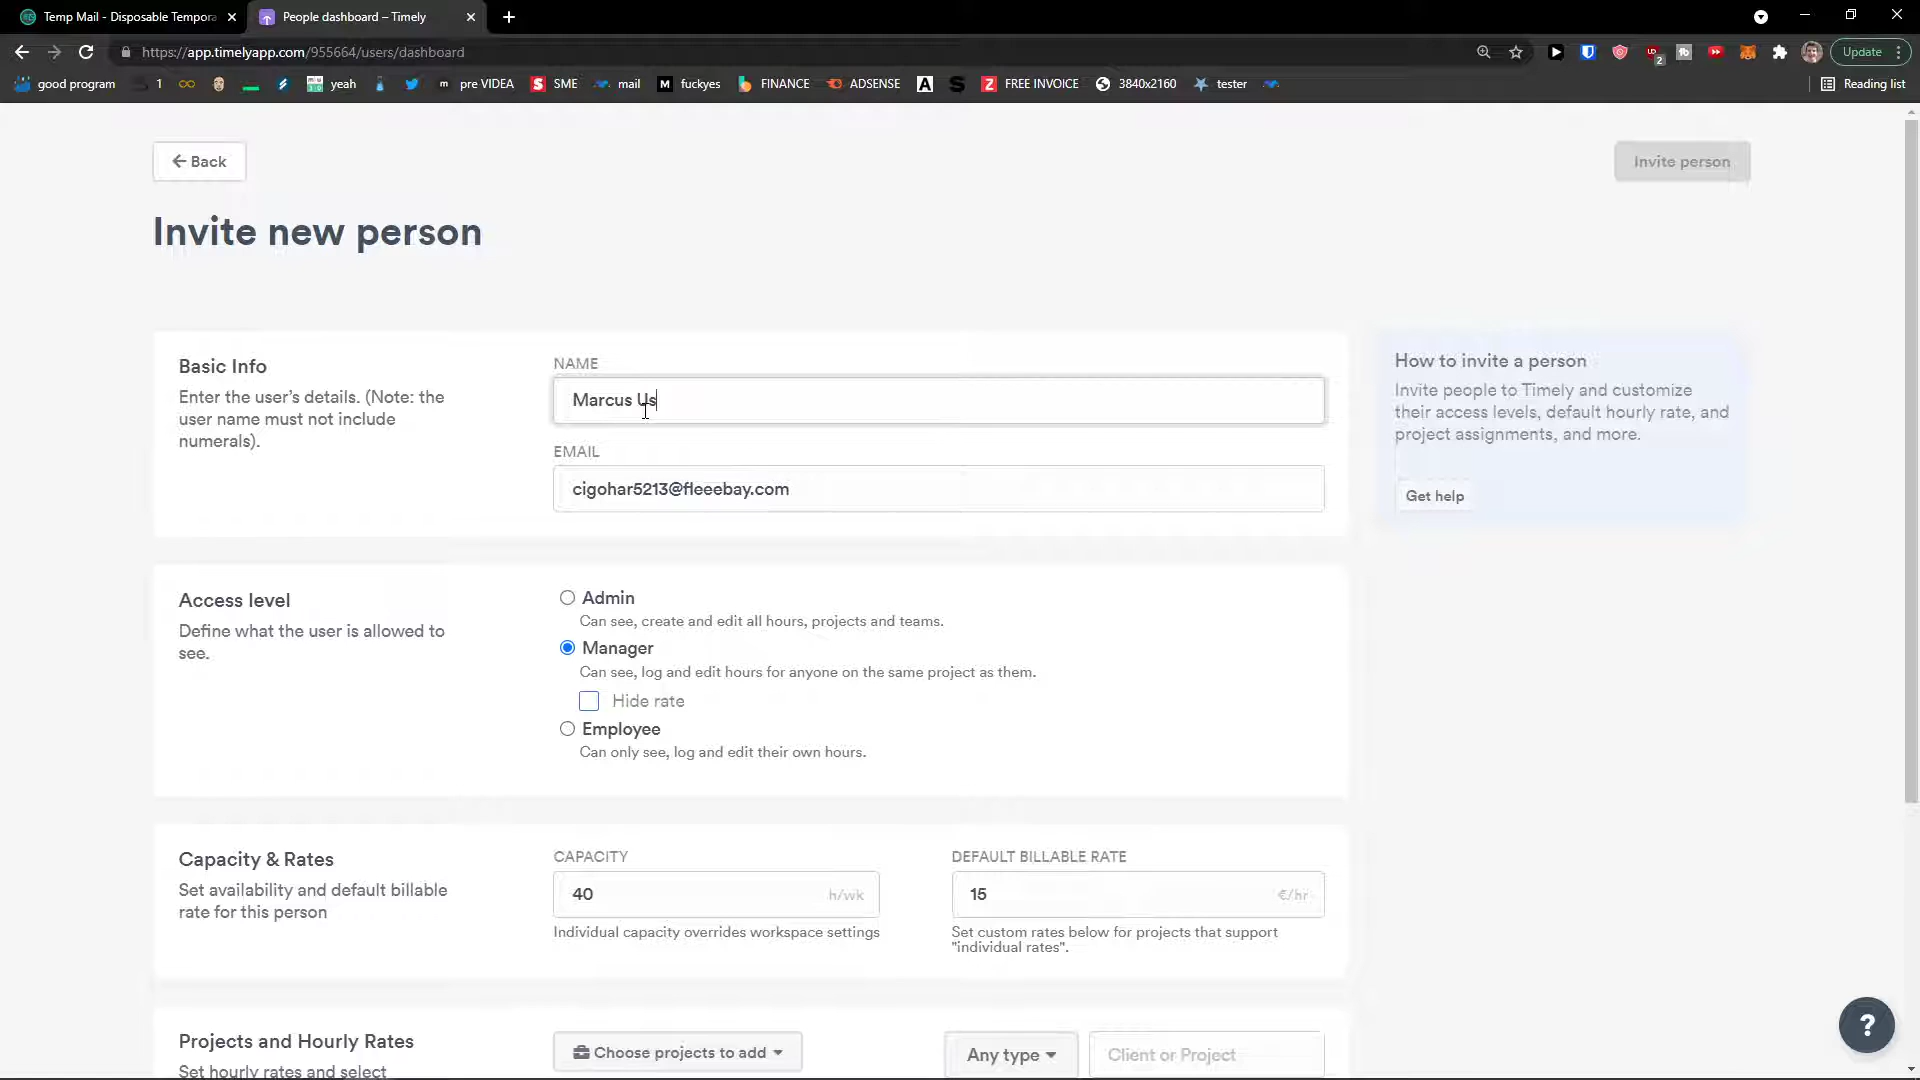 Temp Mail - Disposable Tempora
People dashboard – Timely
https://app.timelyapp.com/955664/users/dashboard
Update
good program
1
yeah
pre VIDEA
SME
mail
fuckyes
FINANCE
ADSENSE
FREE INVOICE
3840x2160
tester
Reading list
Back
Invite person
Invite new person
Basic Info
Enter the user's details. (Note: the
user name must not include
numerals).
NAME
Marcus Us
EMAIL
cigohar5213@fleeebay.com
How to invite a person
Invite people to Timely and customize
their access levels, default hourly rate, and
project assignments, and more.
Get help
Access level
Define what the user is allowed to
see.
Admin
Can see, create and edit all hours, projects and teams.
Manager
Can see, log and edit hours for anyone on the same project as them.
Hide rate
Employee
Can only see, log and edit their own hours.
Capacity & Rates
Set availability and default billable
rate for this person
CAPACITY
40 h/wk
Individual capacity overrides workspace settings
DEFAULT BILLABLE RATE
15 €/hr
Set custom rates below for projects that support
"individual rates".
Projects and Hourly Rates
Set hourly rates and select
Choose projects to add
Any type
Client or Project
?